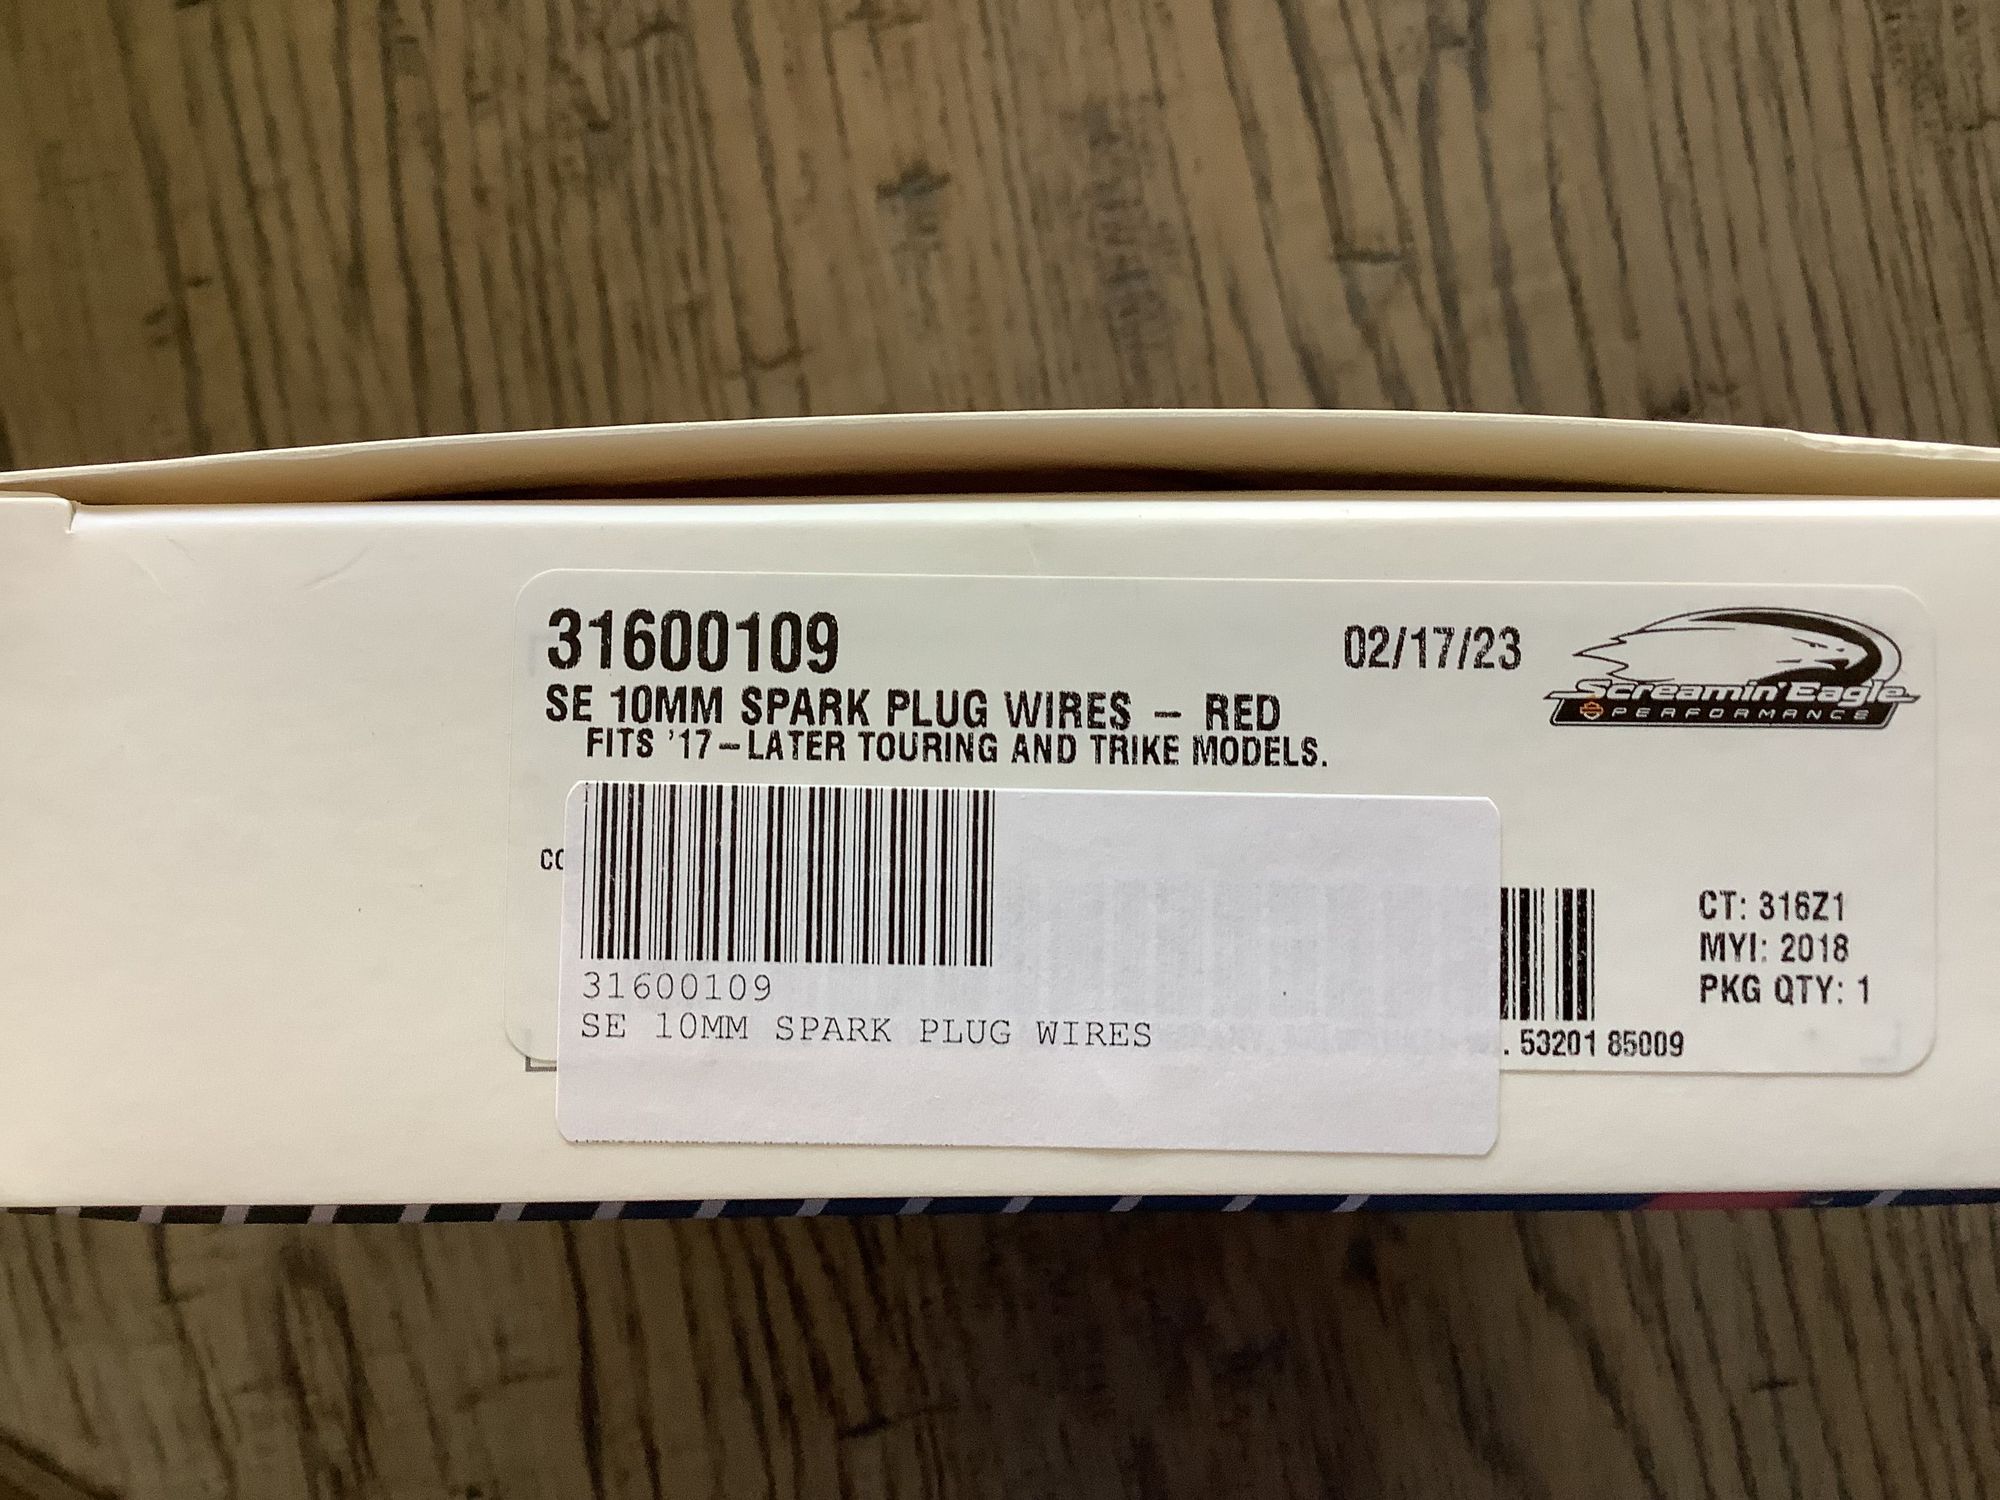 31600109
02/17/23
Screamin' Eagle
PERFORMANCE
SE 10MM SPARK PLUG WIRES – RED
FITS '17–LATER TOURING AND TRIKE MODELS.
CT: 316Z1
MYI: 2018
PKG QTY: 1
53201 85009
31600109
SE 10MM SPARK PLUG WIRES